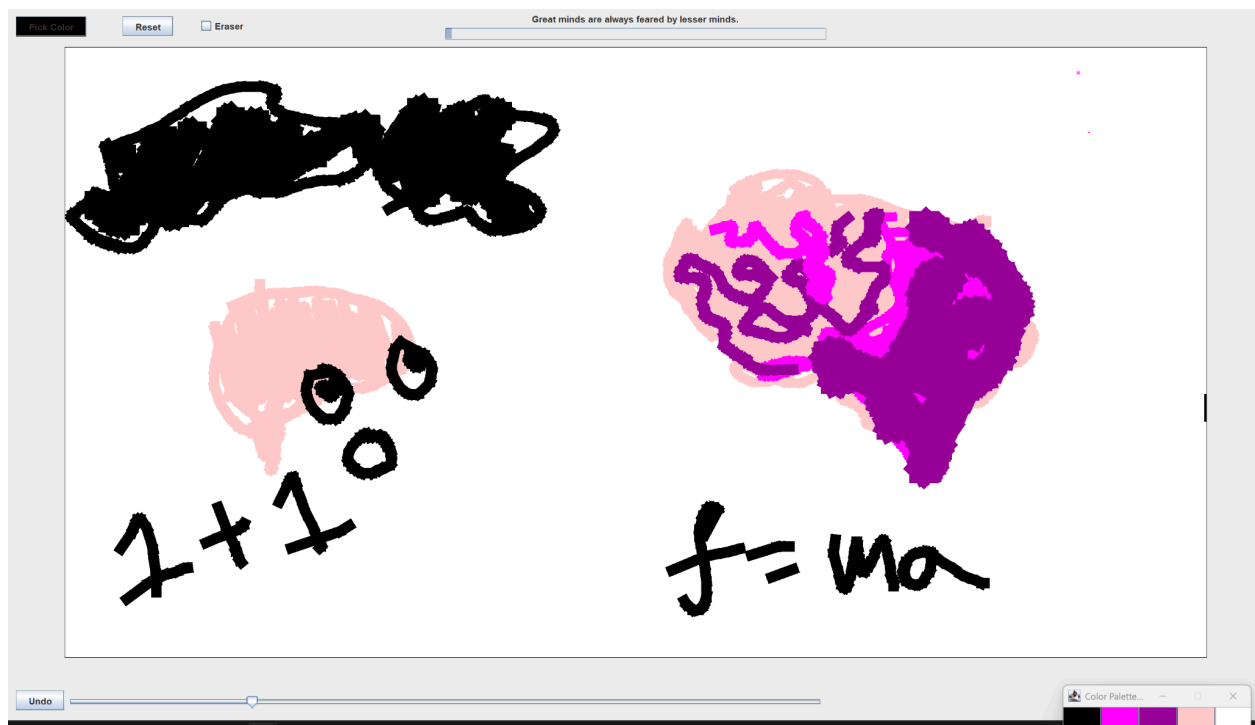 Pick Color Reset Eraser Great minds are always feared by lesser minds.
1+1
f=ma
Undo
Color Palette...